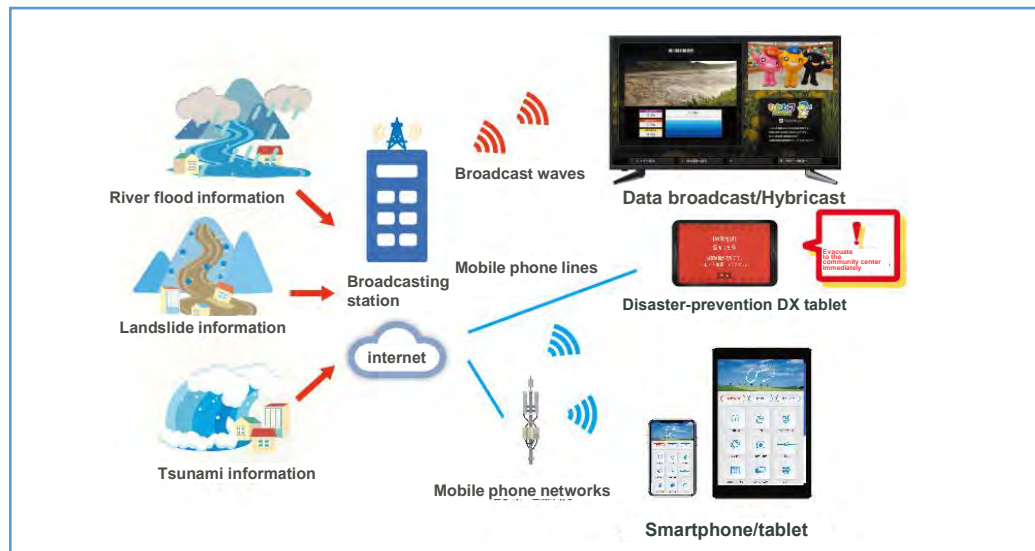 River flood information
Broadcast waves
Data broadcast/Hybricast
Landslide information
Broadcasting
station
Mobile phone lines
Evacuate
to the
community center
immediately
Disaster-prevention DX tablet
internet
Tsunami information
Mobile phone networks
Smartphone/tablet